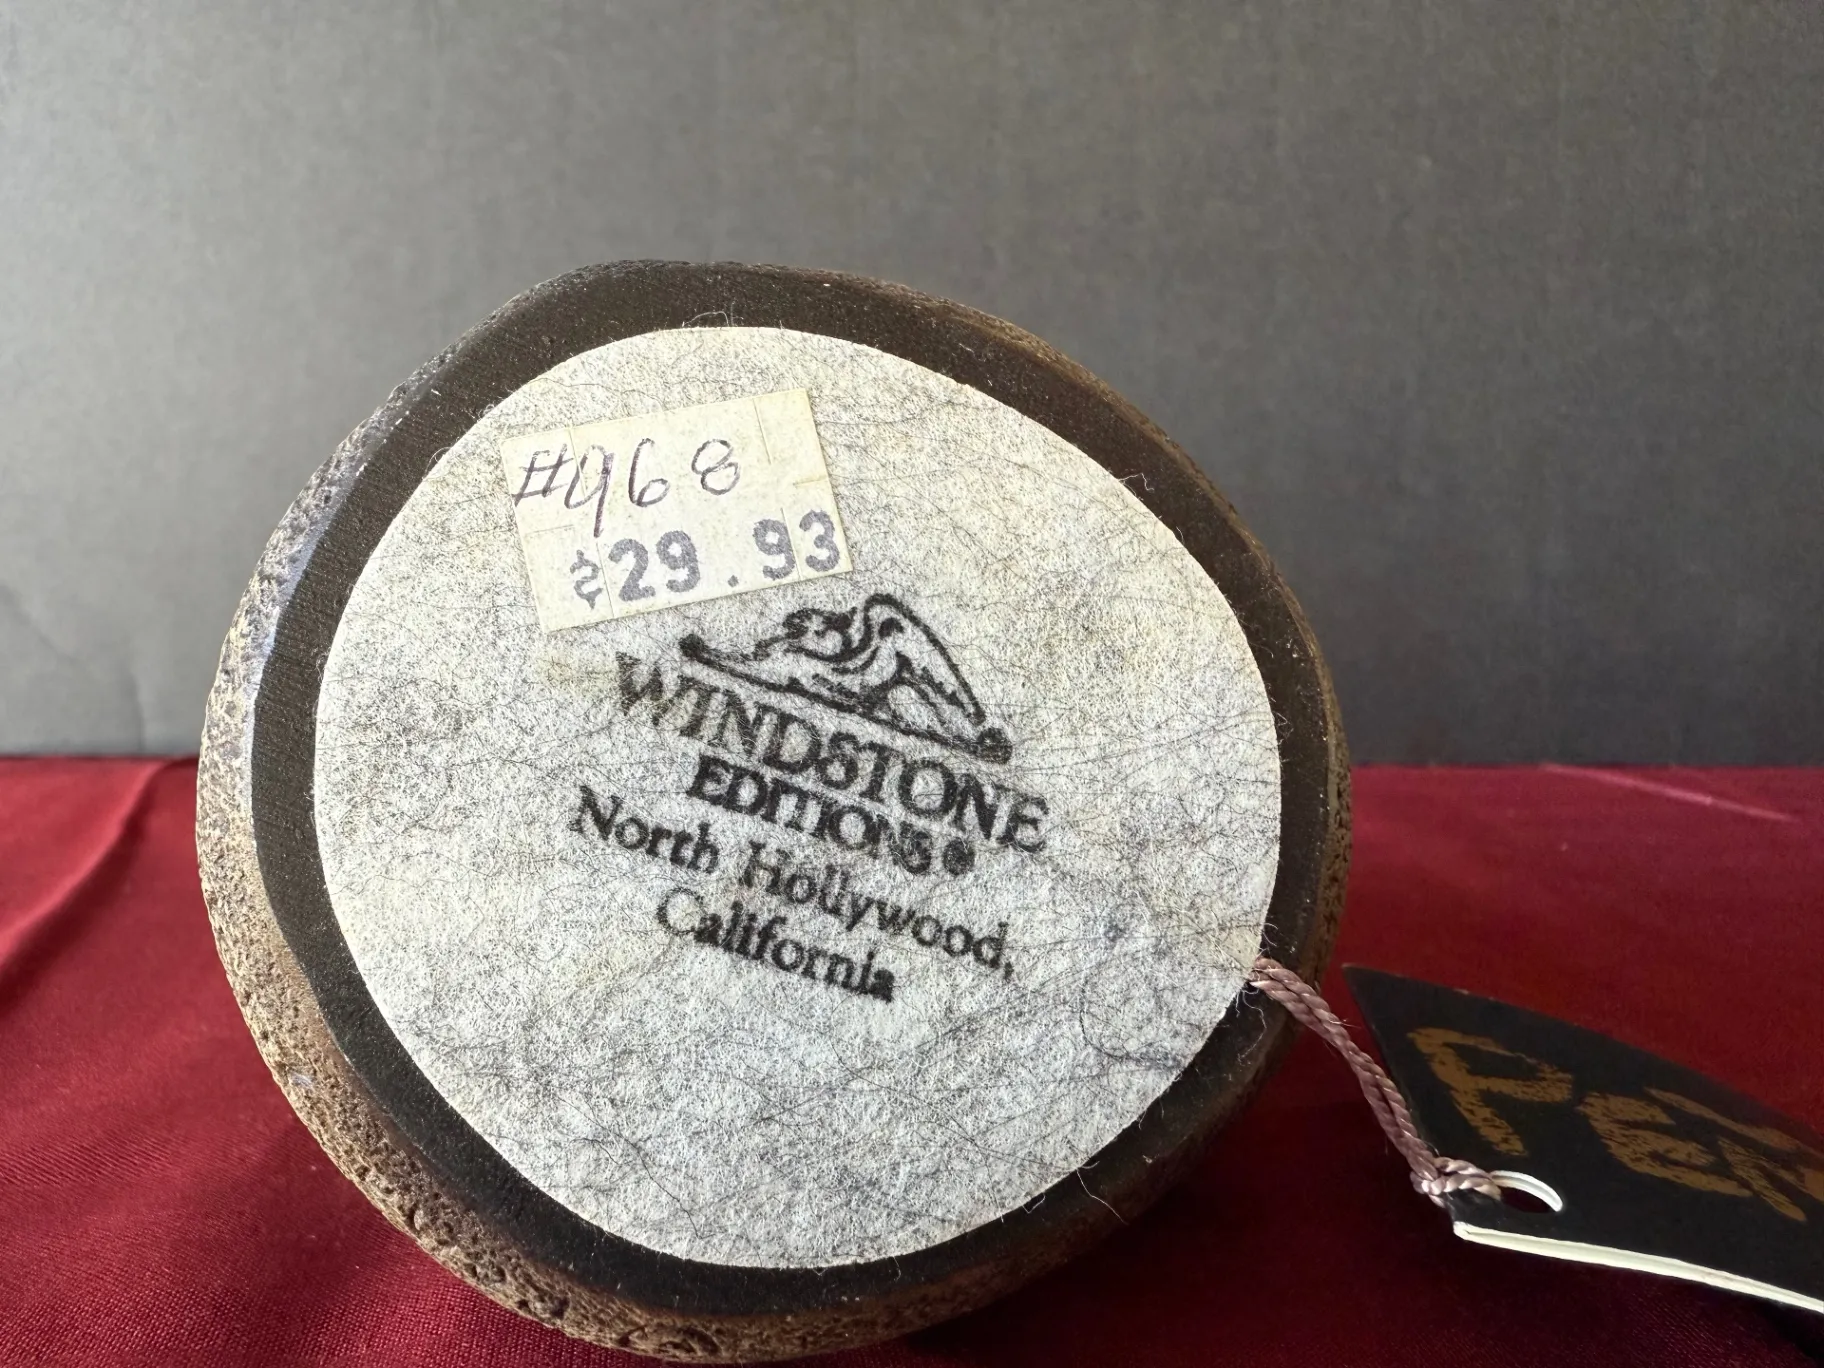 #968
$29.93
WINDSTONE
EDITIONS®
North Hollywood,
California